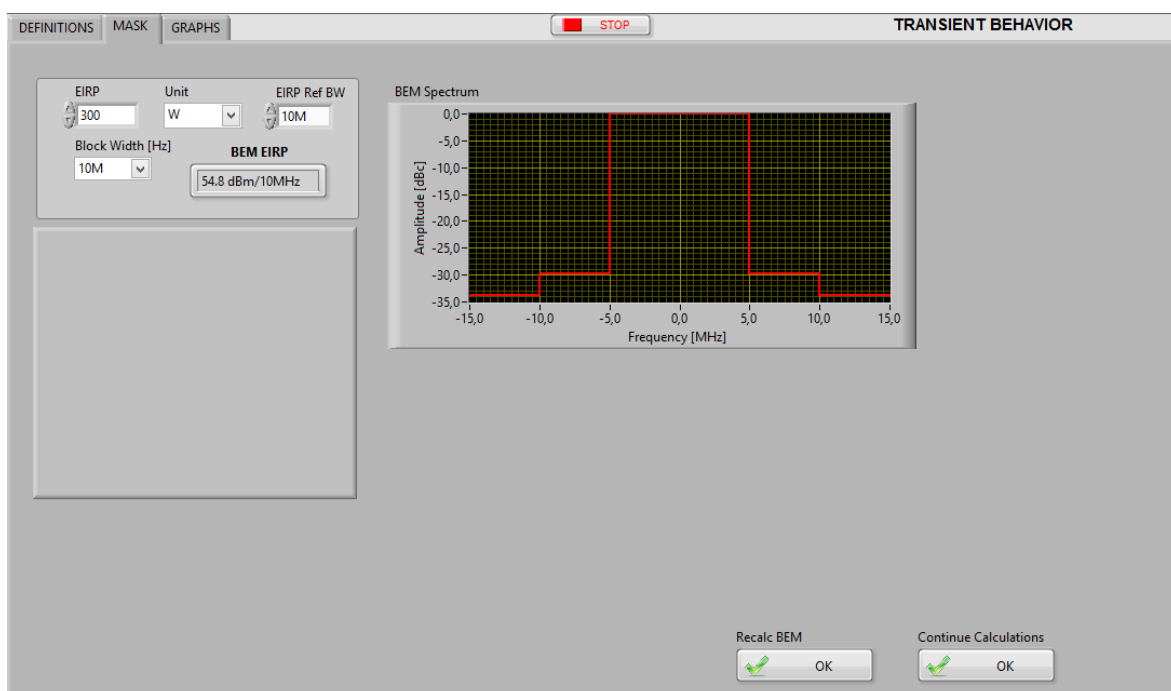 DEFINITIONS MASK GRAPHS STOP TRANSIENT BEHAVIOR
EIRP Unit EIRP Ref BW
300 W 10M
Block Width [Hz] BEM EIRP
10M 54.8 dBm/10MHz
BEM Spectrum
Amplitude [dBc]
0,0
-5,0
-10,0
-15,0
-20,0
-25,0
-30,0
-35,0
-15,0 -10,0 -5,0 0,0 5,0 10,0 15,0
Frequency [MHz]
Recalc BEM Continue Calculations
OK OK